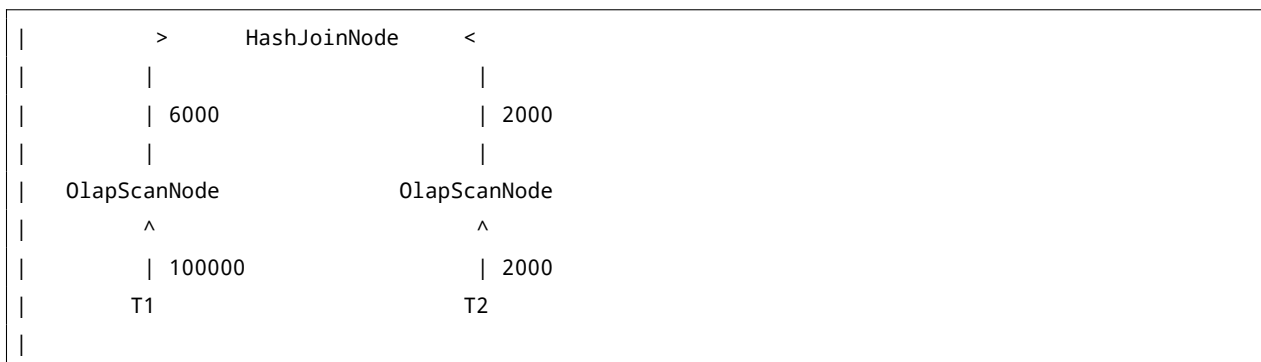 |          >      HashJoinNode     <
|         |                         |
|         | 6000                    | 2000
|         |                         |
|   OlapScanNode              OlapScanNode
|         ^                         ^
|         | 100000                  | 2000
|        T1                        T2
|